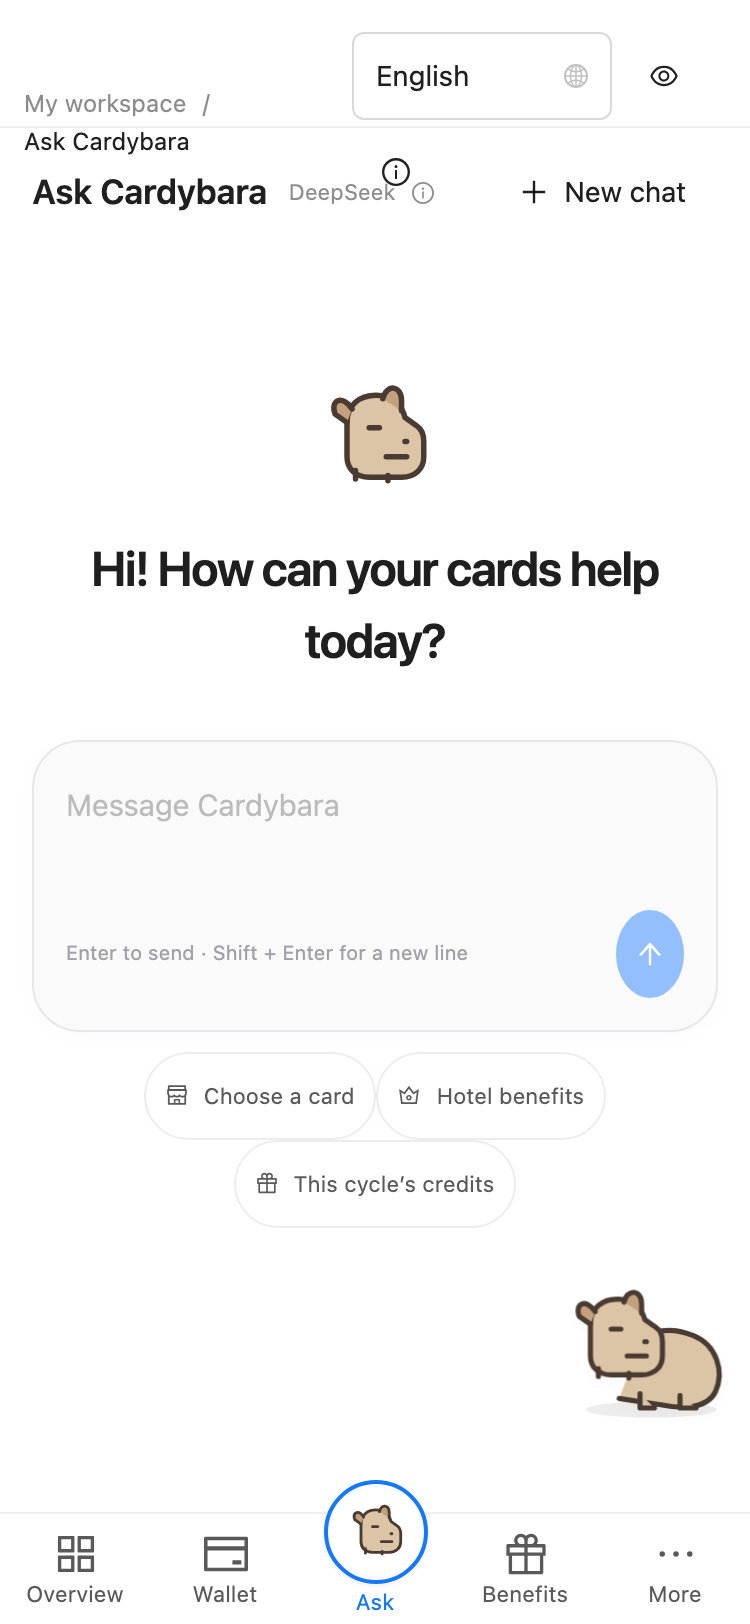 English
My workspace /
Ask Cardybara
Ask Cardybara DeepSeek
+ New chat
Hi! How can your cards help
today?
Message Cardybara
Enter to send · Shift + Enter for a new line
Choose a card
Hotel benefits
This cycle’s credits
Overview
Wallet
Ask
Benefits
More